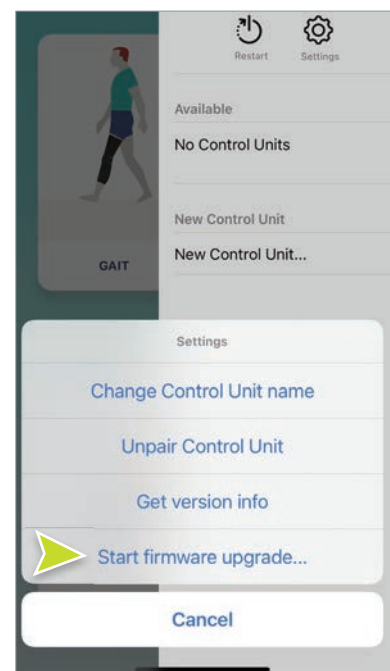 Restart Settings
Available
No Control Units
New Control Unit
New Control Unit...
GAIT
Settings
Change Control Unit name
Unpair Control Unit
Get version info
Start firmware upgrade...
Cancel